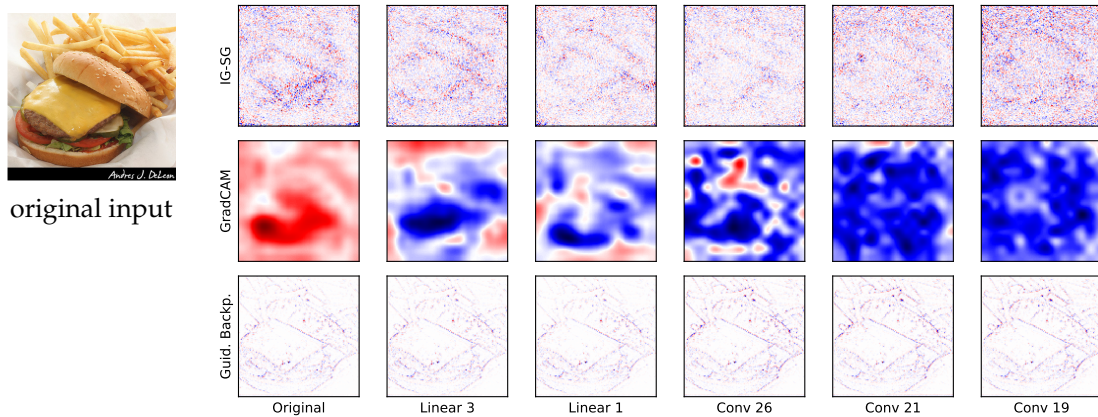 Andres J. DeLeon
original input
IG-SG
GradCAM
Guid. Backp.
Original
Linear 3
Linear 1
Conv 26
Conv 21
Conv 19